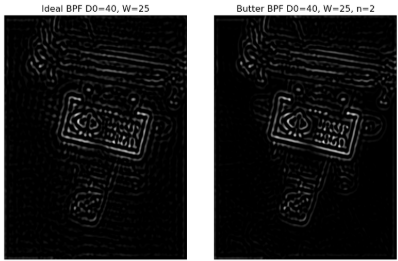 Ideal BPF D0=40, W=25
Butter BPF D0=40, W=25, n=2